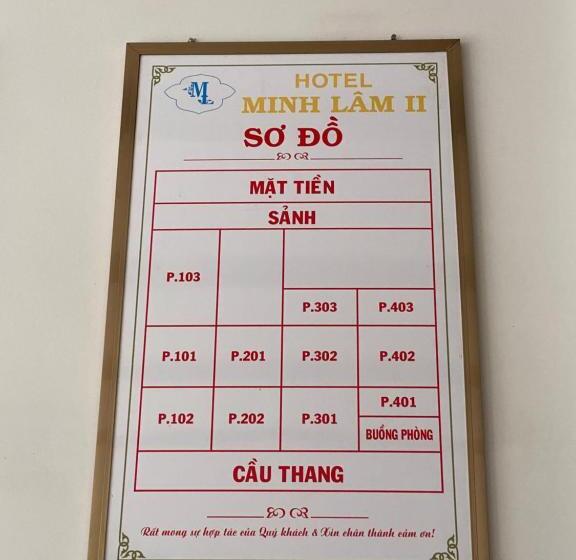 ML
HOTEL
MINH LÂM II
SƠ ĐỒ
MẶT TIỀN
SẢNH
P.103
P.303 P.403
P.101 P.201 P.302 P.402
P.401
P.102 P.202 P.301
BUỒNG PHÒNG
CẦU THANG
Rất mong sự hợp tác của Quý khách & Xin chân thành cảm ơn!